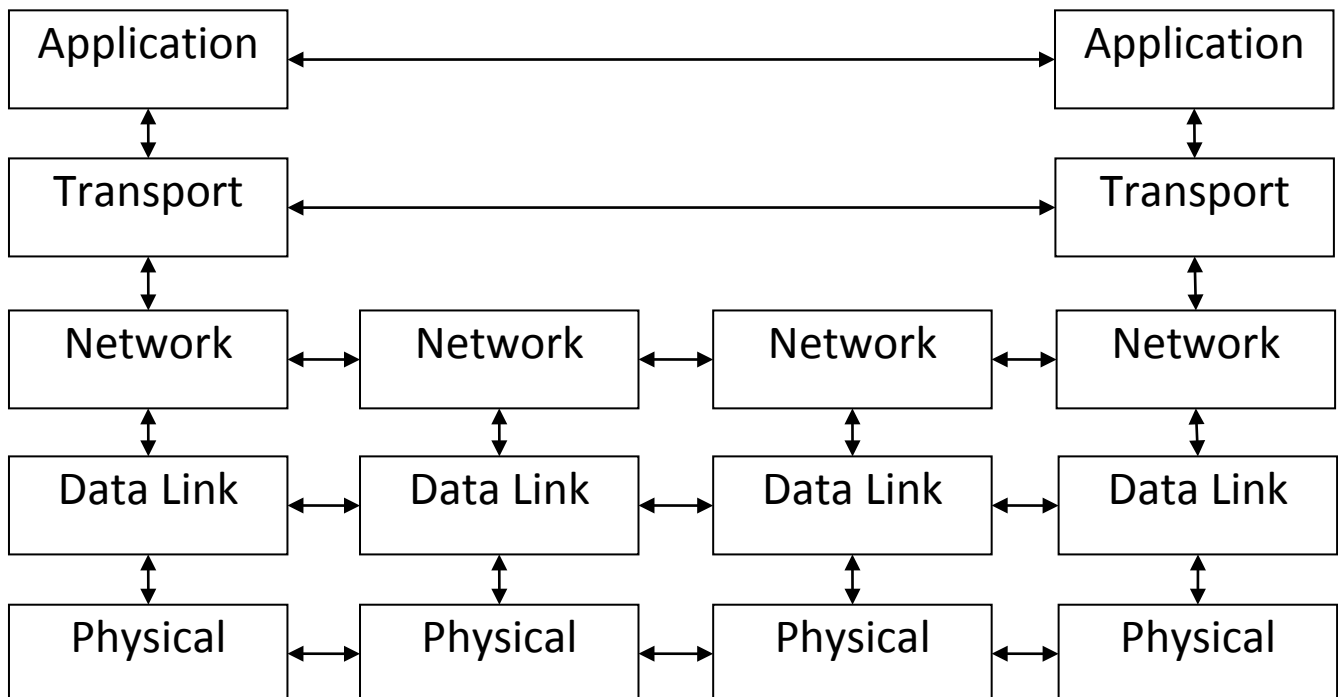 Application Application
Transport Transport
Network Network Network Network
Data Link Data Link Data Link Data Link
Physical Physical Physical Physical